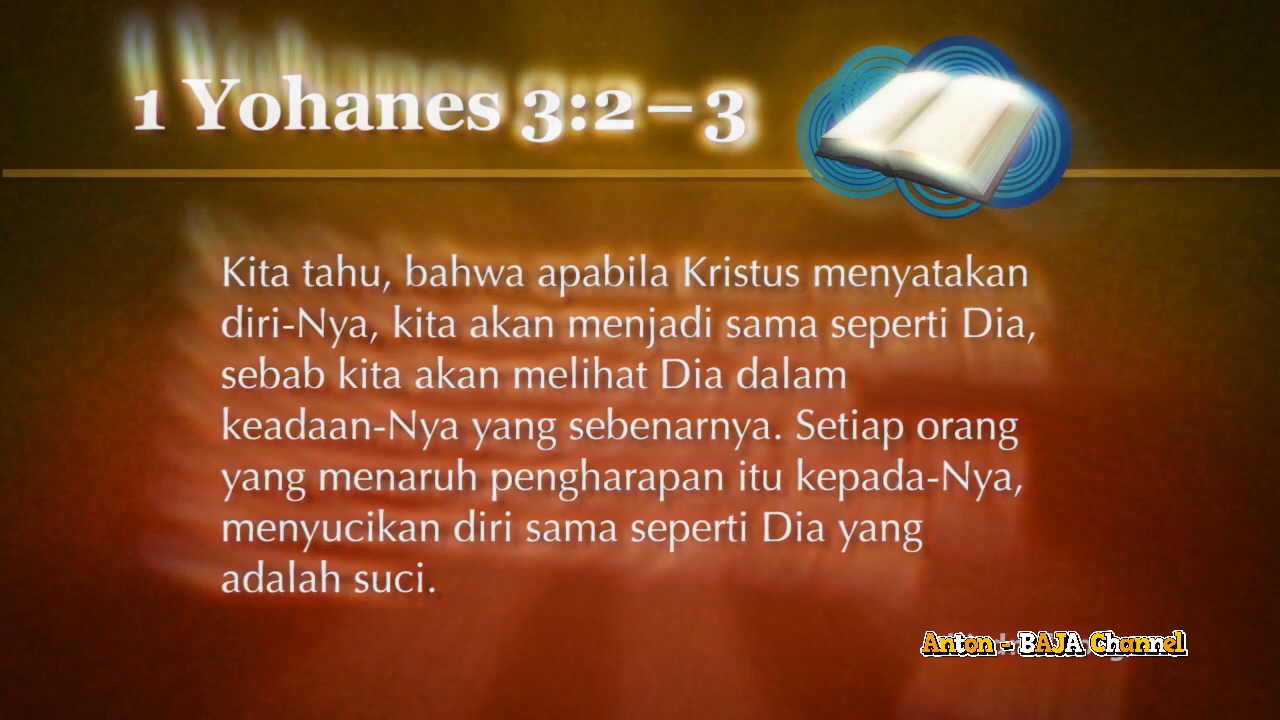 1 Yohanes 3:2–3
Kita tahu, bahwa apabila Kristus menyatakan
diri-Nya, kita akan menjadi sama seperti Dia,
sebab kita akan melihat Dia dalam
keadaan-Nya yang sebenarnya. Setiap orang
yang menaruh pengharapan itu kepada-Nya,
menyucikan diri sama seperti Dia yang
adalah suci.
Anton - BAJA Channel